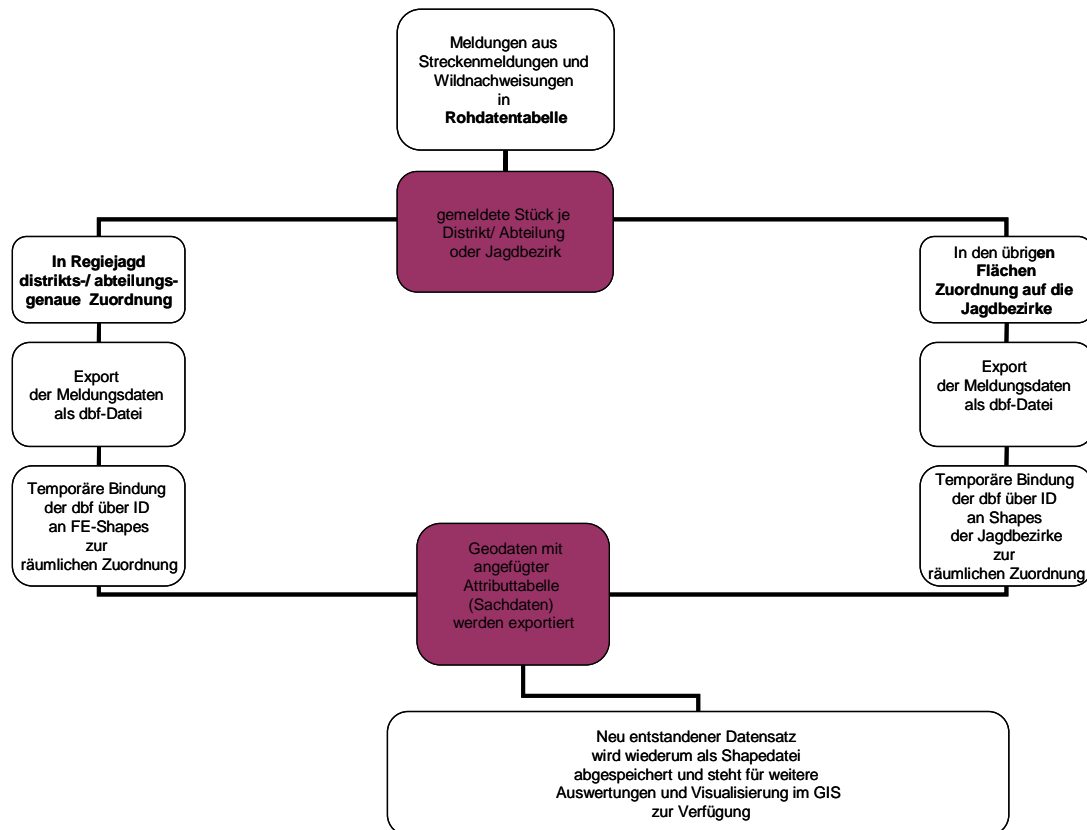 Meldungen aus
Streckenmeldungen und
Wildnachweisungen
in
Rohdatentabelle
gemeldete Stück je
Distrikt/ Abteilung
oder Jagdbezirk
In Regiejagd
distrikts-/ abteilungs-
genaue Zuordnung
In den übrigen
Flächen
Zuordnung auf die
Jagdbezirke
Export
der Meldungsdaten
als dbf-Datei
Export
der Meldungsdaten
als dbf-Datei
Temporäre Bindung
der dbf über ID
an FE-Shapes
zur
räumlichen Zuordnung
Temporäre Bindung
der dbf über ID
an Shapes
der Jagdbezirke
zur
räumlichen Zuordnung
Geodaten mit
angefügter
Attributtabelle
(Sachdaten)
werden exportiert
Neu entstandener Datensatz
wird wiederum als Shapedatei
abgespeichert und steht für weitere
Auswertungen und Visualisierung im GIS
zur Verfügung